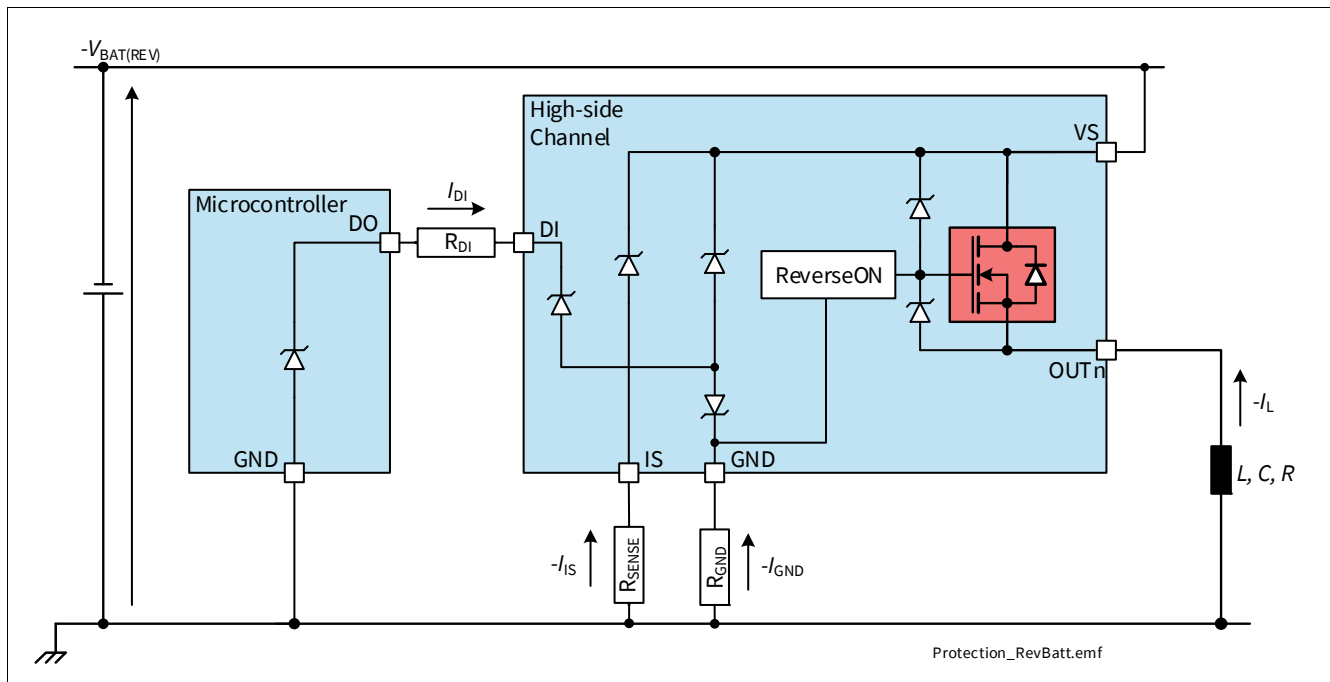 -VBAT(REV)
High-side
Channel
VS
Microcontroller
IDI
DO
RDI
DI
ReverseON
OUTn
-IL
GND
IS
GND
L, C, R
-IIS
RSENSE
RGND
-IGND
Protection_RevBatt.emf